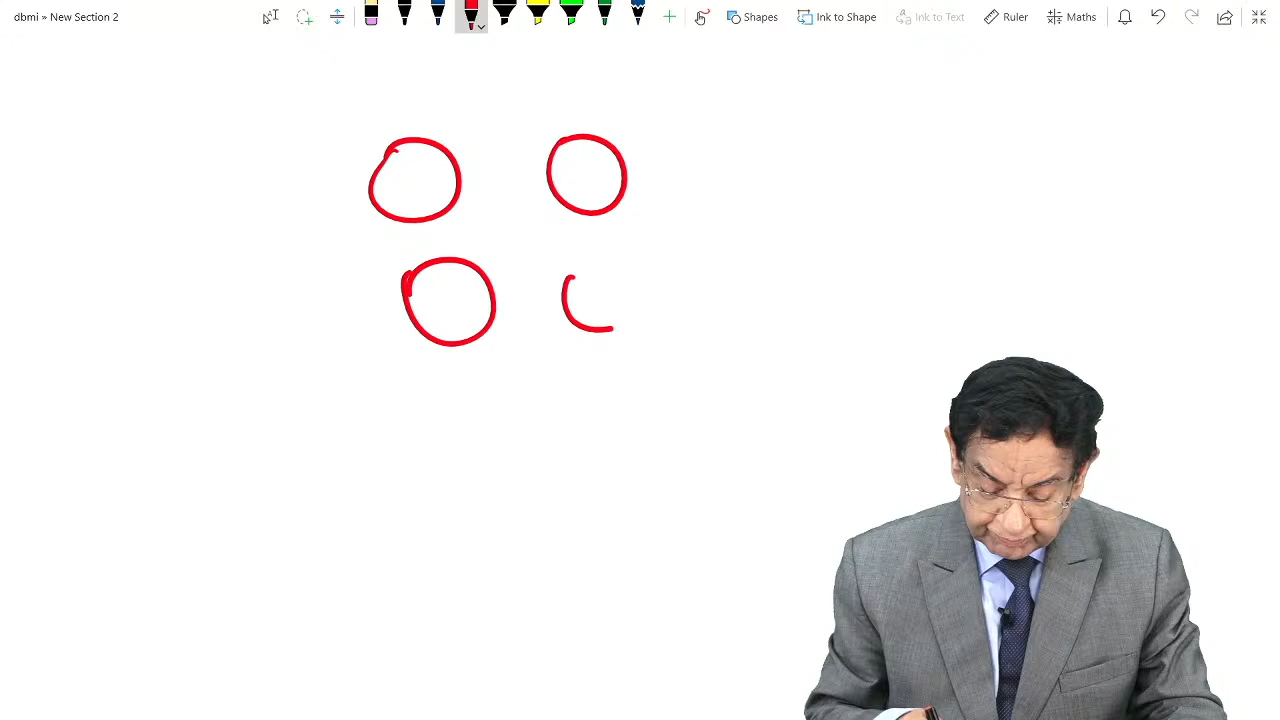 dbmi » New Section 2
Shapes
Ink to Shape
Ink to Text
Ruler
Maths